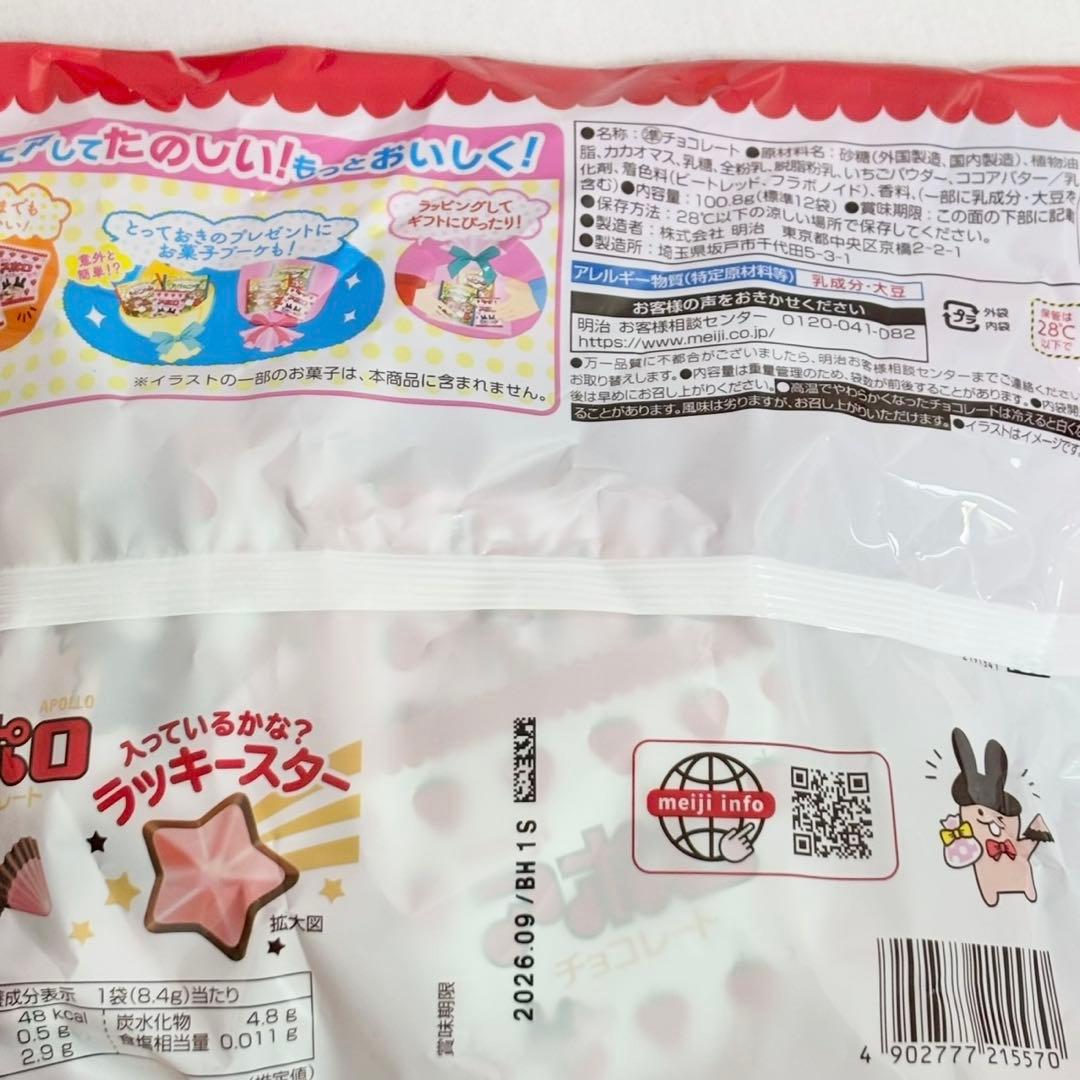 ェアしてたのしい！もっとおいしく！
までも
い！
意外と
簡単!?
とっておきのプレゼントに
お菓子ブーケも！
ラッピングして
ギフトにぴったり！
※イラストの一部のお菓子は、本商品に含まれません。
●名称：準チョコレート ●原材料名：砂糖（外国製造、国内製造）、植物油
脂、カカオマス、乳糖、全粉乳、脱脂粉乳、いちごパウダー、ココアバター／乳
化剤、着色料（ビートレッド、フラボノイド）、香料、（一部に乳成分・大豆を
含む） ●内容量：100.8g（標準12袋） ●賞味期限：この面の下部に記載
●保存方法：28℃以下の涼しい場所で保存してください。
●製造者：株式会社 明治 東京都中央区京橋2-2-1
●製造所：埼玉県坂戸市千代田5-3-1
アレルギー物質（特定原材料等） 乳成分・大豆
お客様の声をおきかせください
明治 お客様相談センター 0120-041-082
https://www.meiji.co.jp/
プラ
外袋
内袋
保管は
28℃
以下で
●万一品質に不都合がございましたら、明治お客様相談センターまでご連絡ください
お取り替えします。●内容量は重量管理のため、袋数が前後することがあります。●内袋開
後は早めにお召し上がりください。●高温でやわらかくなったチョコレートは冷えると白くな
ることがあります。風味は劣りますが、お召し上がりいただけます。●イラストはイメージです。
APOLLO
ポロ
レート
入っているかな？
ラッキースター
拡大図
成分表示 1袋(8.4g)当たり
48 kcal 炭水化物 4.8 g
0.5 g 食塩相当量 0.011 g
2.9 g
(推定値)
賞味期限
2026.09 /BH 1 S
meiji info
チョコレート
4 902777 215570